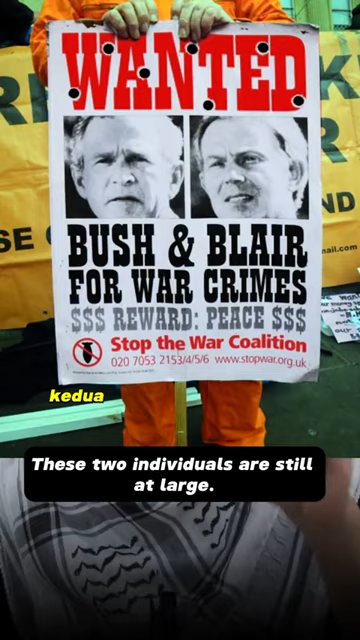 WANTED
BUSH & BLAIR
FOR WAR CRIMES
$$$ REWARD: PEACE $$$
Stop the War Coalition
020 7053 2153/4/5/6 www.stopwar.org.uk
kedua
These two individuals are still
at large.